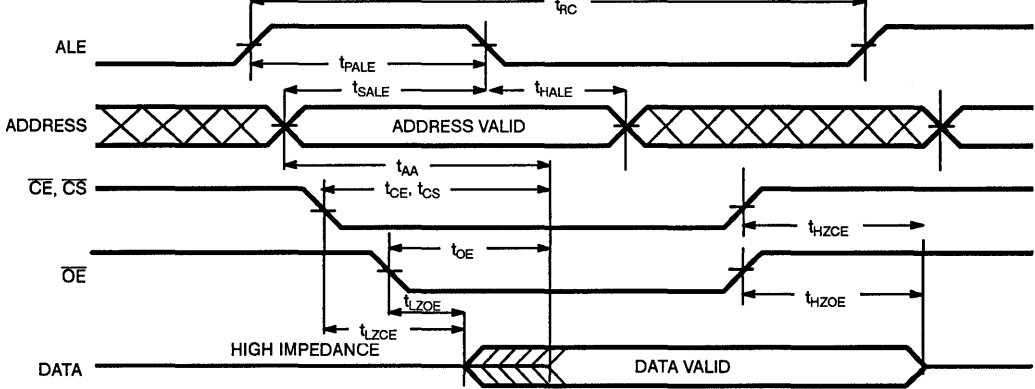 tRC
ALE
tPALE
tSALE
tHALE
ADDRESS
ADDRESS VALID
tAA
CE, CS
tCE, tCS
tHZCE
OE
tOE
tHZOE
tLZOE
tLZCE
HIGH IMPEDANCE
DATA
DATA VALID